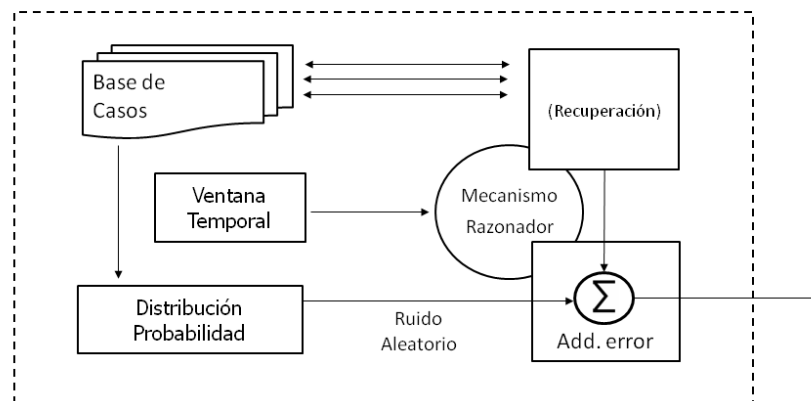 Base de
Casos
(Recuperación)
Ventana
Temporal
Mecanismo
Razonador
Distribución
Probabilidad
Ruido
Aleatorio
Σ
Add. error